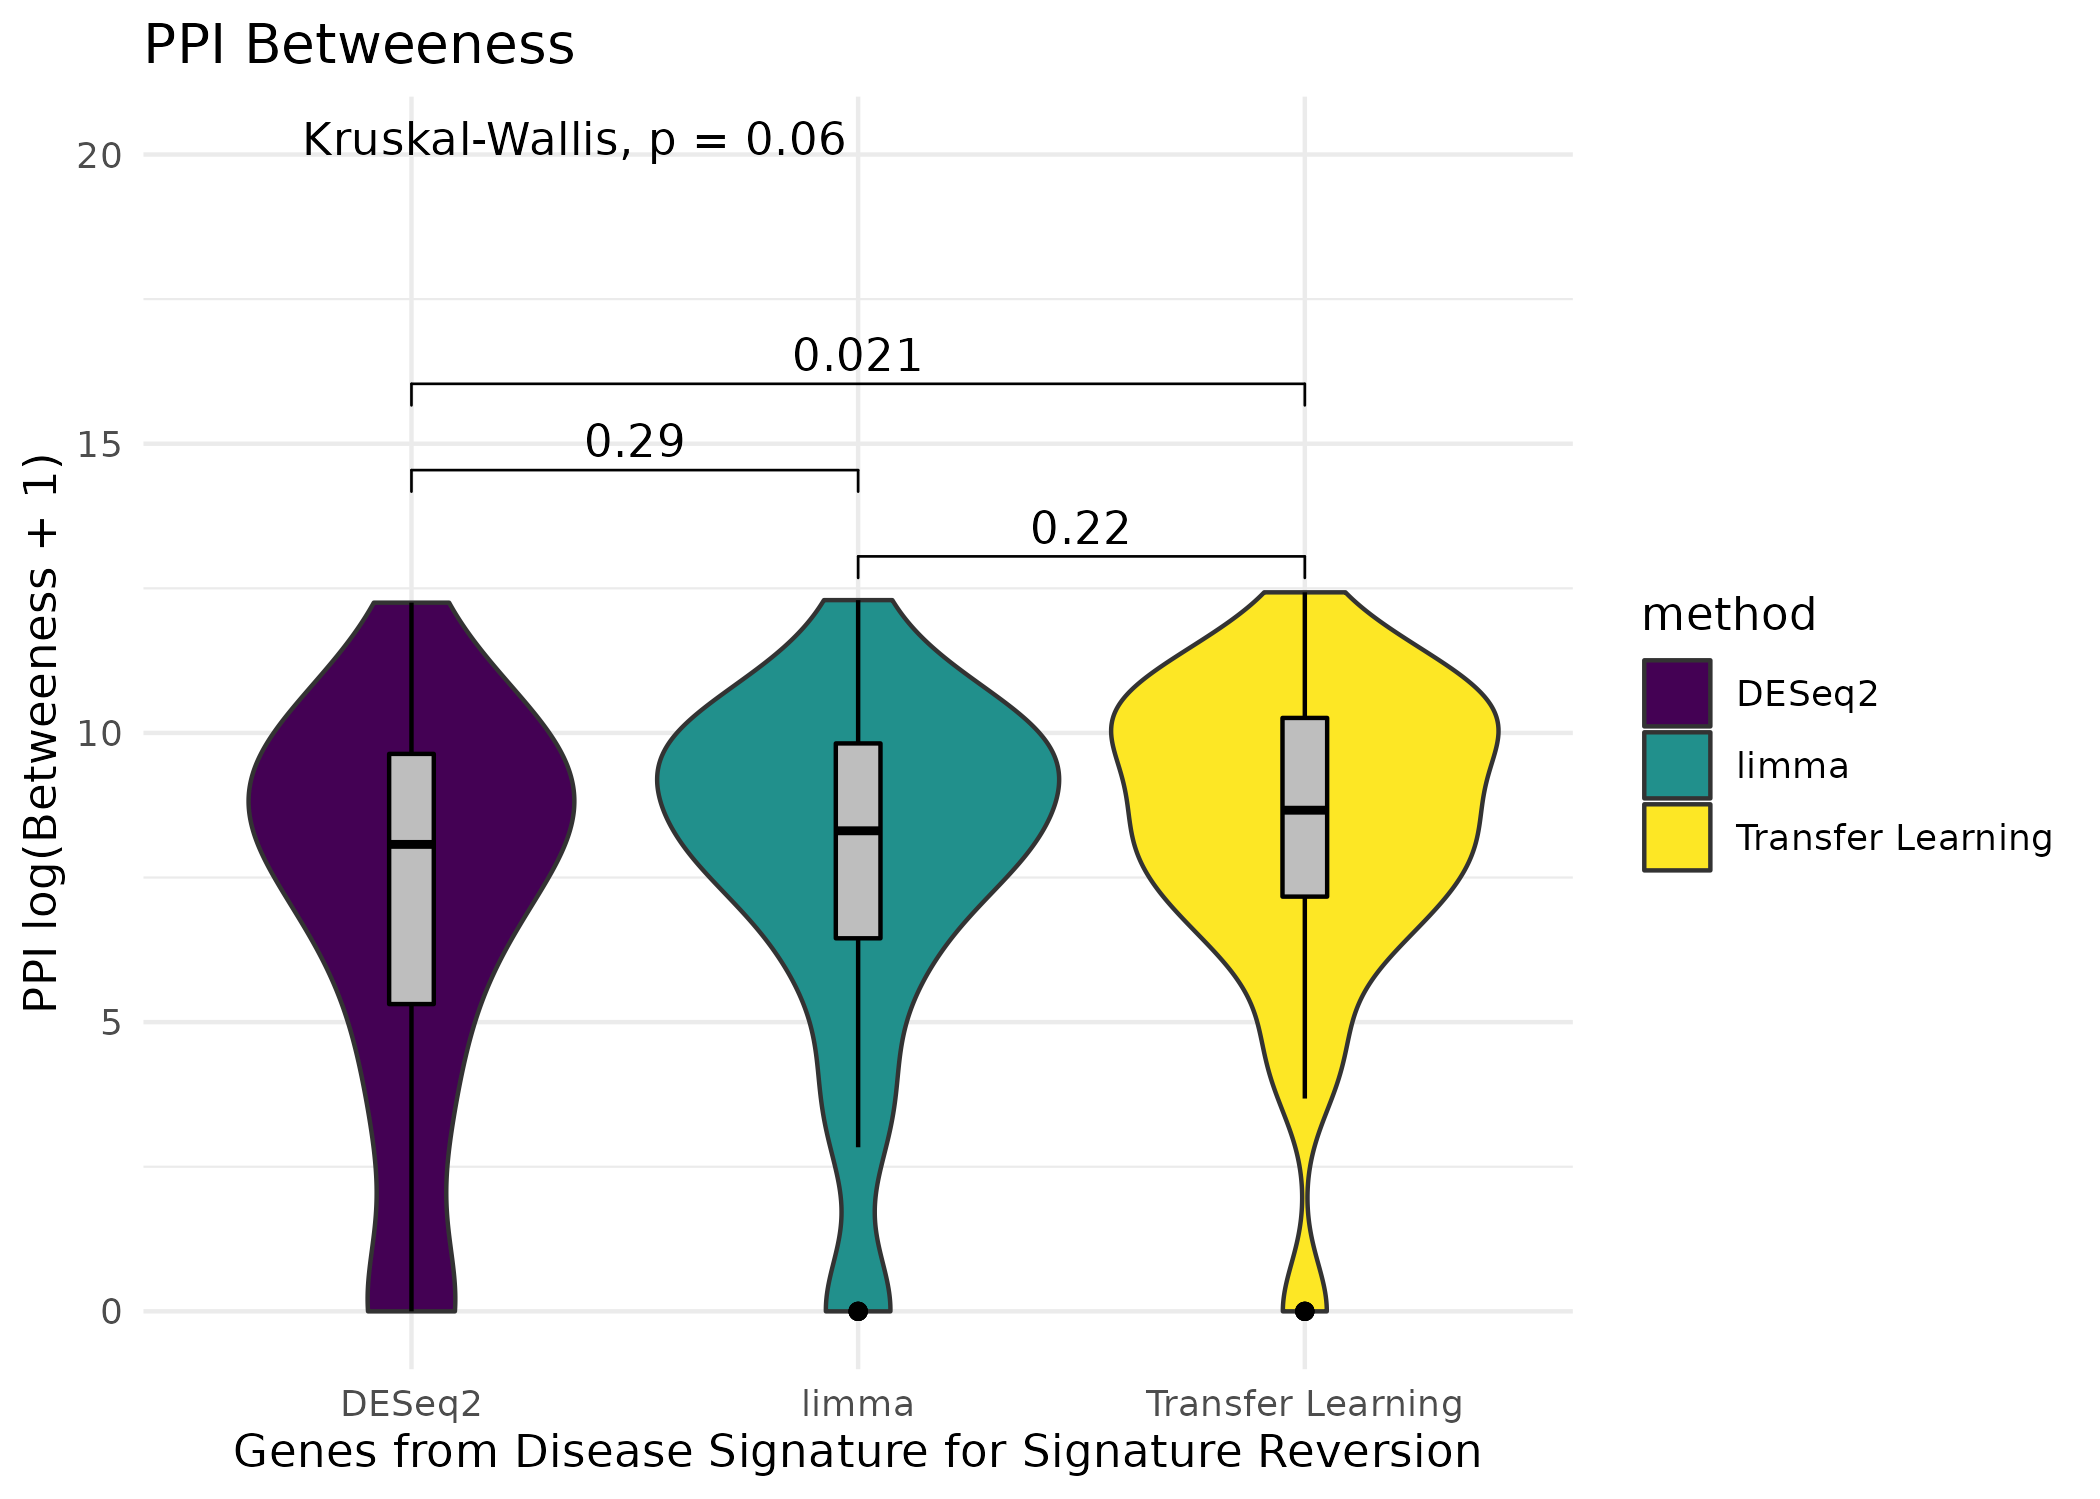 PPI Betweeness
Kruskal-Wallis, p = 0.06
20
15
10
5
0
PPI log(Betweeness + 1)
0.021
0.29
0.22
DESeq2
limma
Transfer Learning
Genes from Disease Signature for Signature Reversion
method
DESeq2
limma
Transfer Learning